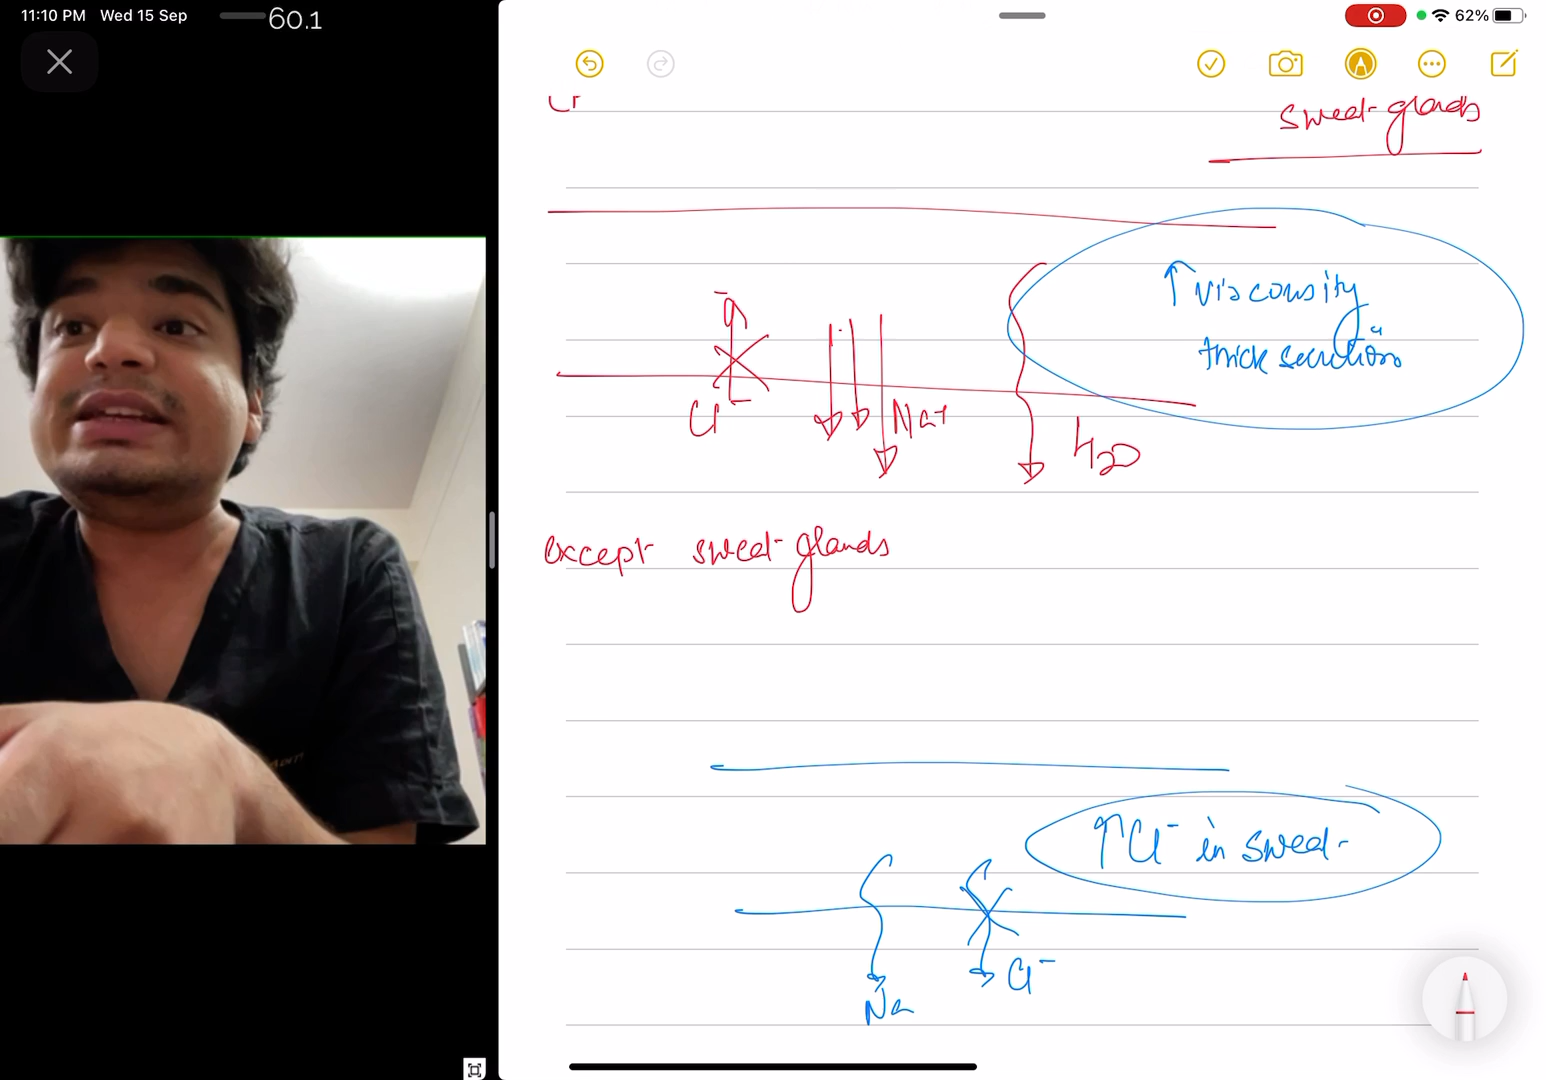 11:10 PM Wed 15 Sep
60.1
62%
sweat glands
↑ viscousity
thick secretions
Cl⁻
Na+
H2O
except sweat glands
↑ Cl⁻ in sweat
Cl⁻
Na